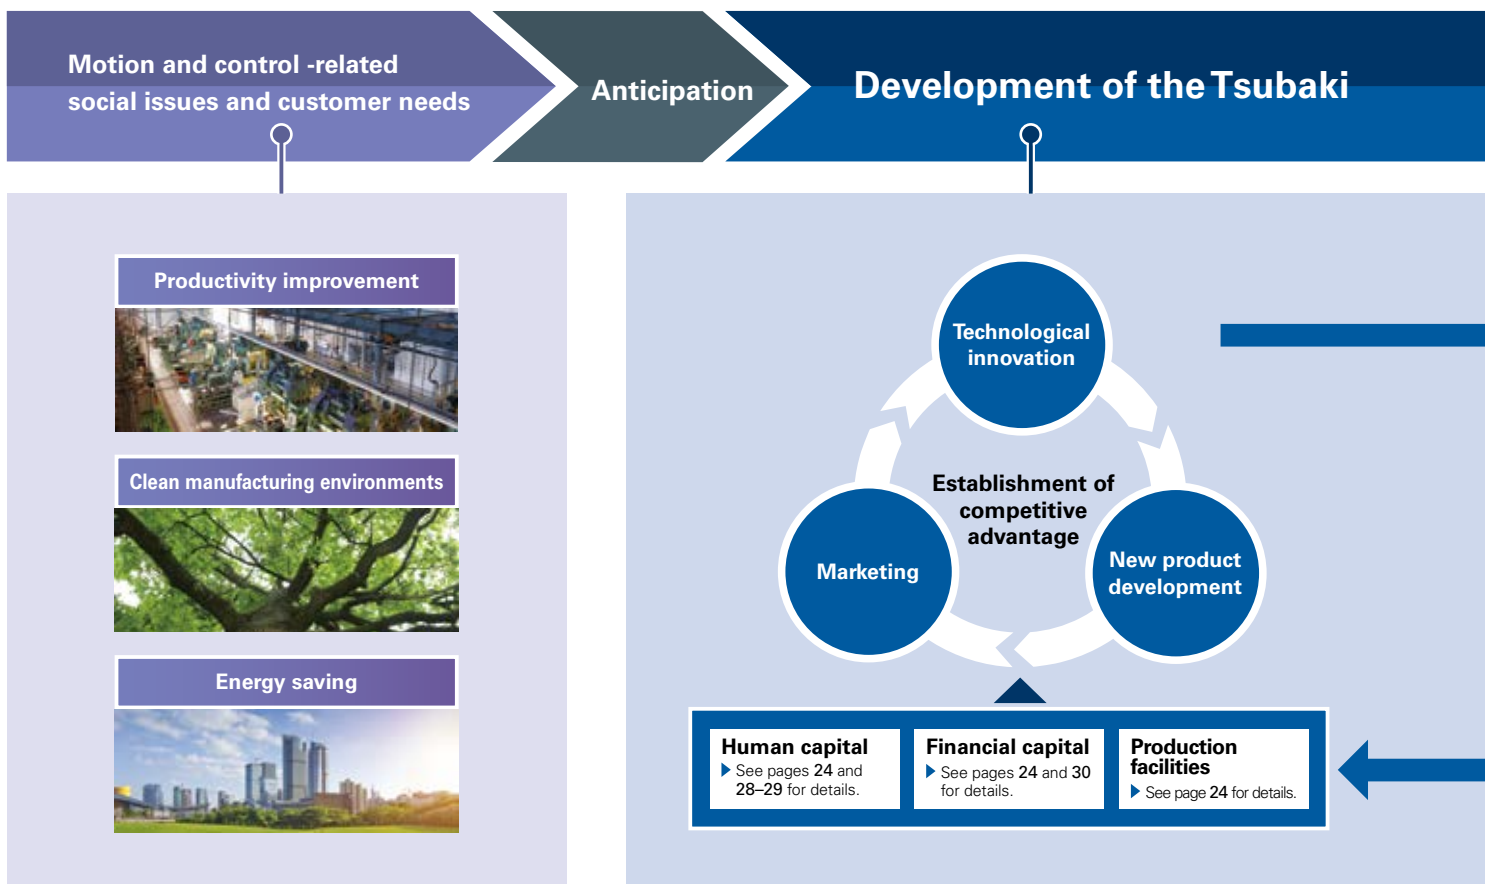 Motion and control -related
social issues and customer needs
Anticipation
Development of the Tsubaki
Productivity improvement
Clean manufacturing environments
Energy saving
Technological
innovation
Establishment of
competitive
advantage
Marketing
New product
development
Human capital
See pages 24 and
28–29 for details.
Financial capital
See pages 24 and 30
for details.
Production
facilities
See page 24 for details.